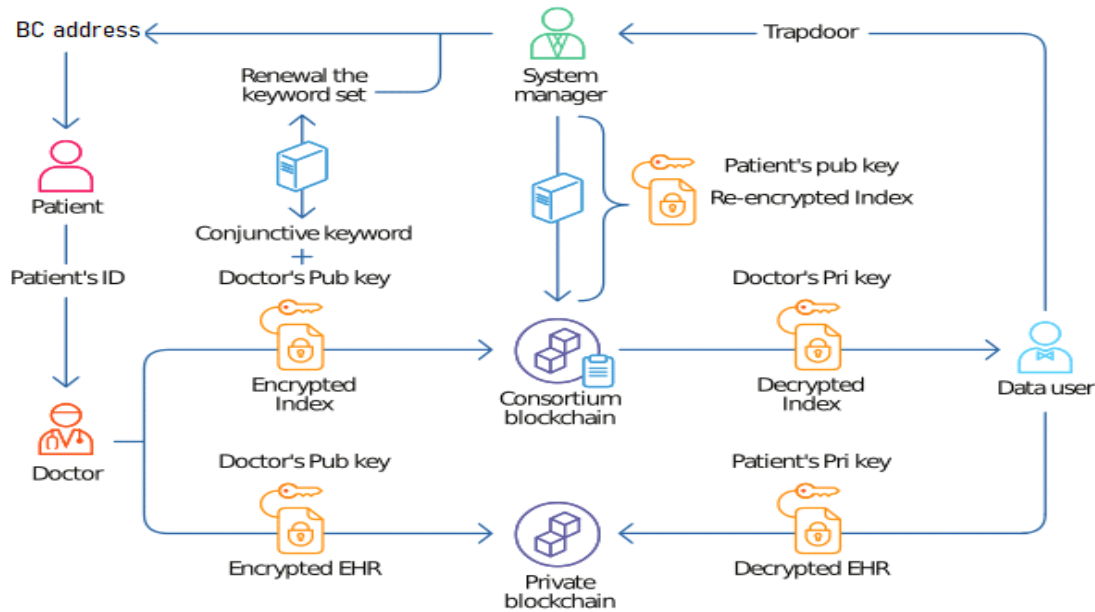 BC address
Trapdoor
System
manager
Renewal the
keyword set
Patient's pub key
Re-encrypted Index
Patient
Conjunctive keyword
+
Patient's ID
Doctor's Pub key
Doctor's Pri key
Encrypted
Index
Consortium
blockchain
Decrypted
Index
Data user
Doctor
Doctor's Pub key
Patient's Pri key
Encrypted EHR
Private
blockchain
Decrypted EHR